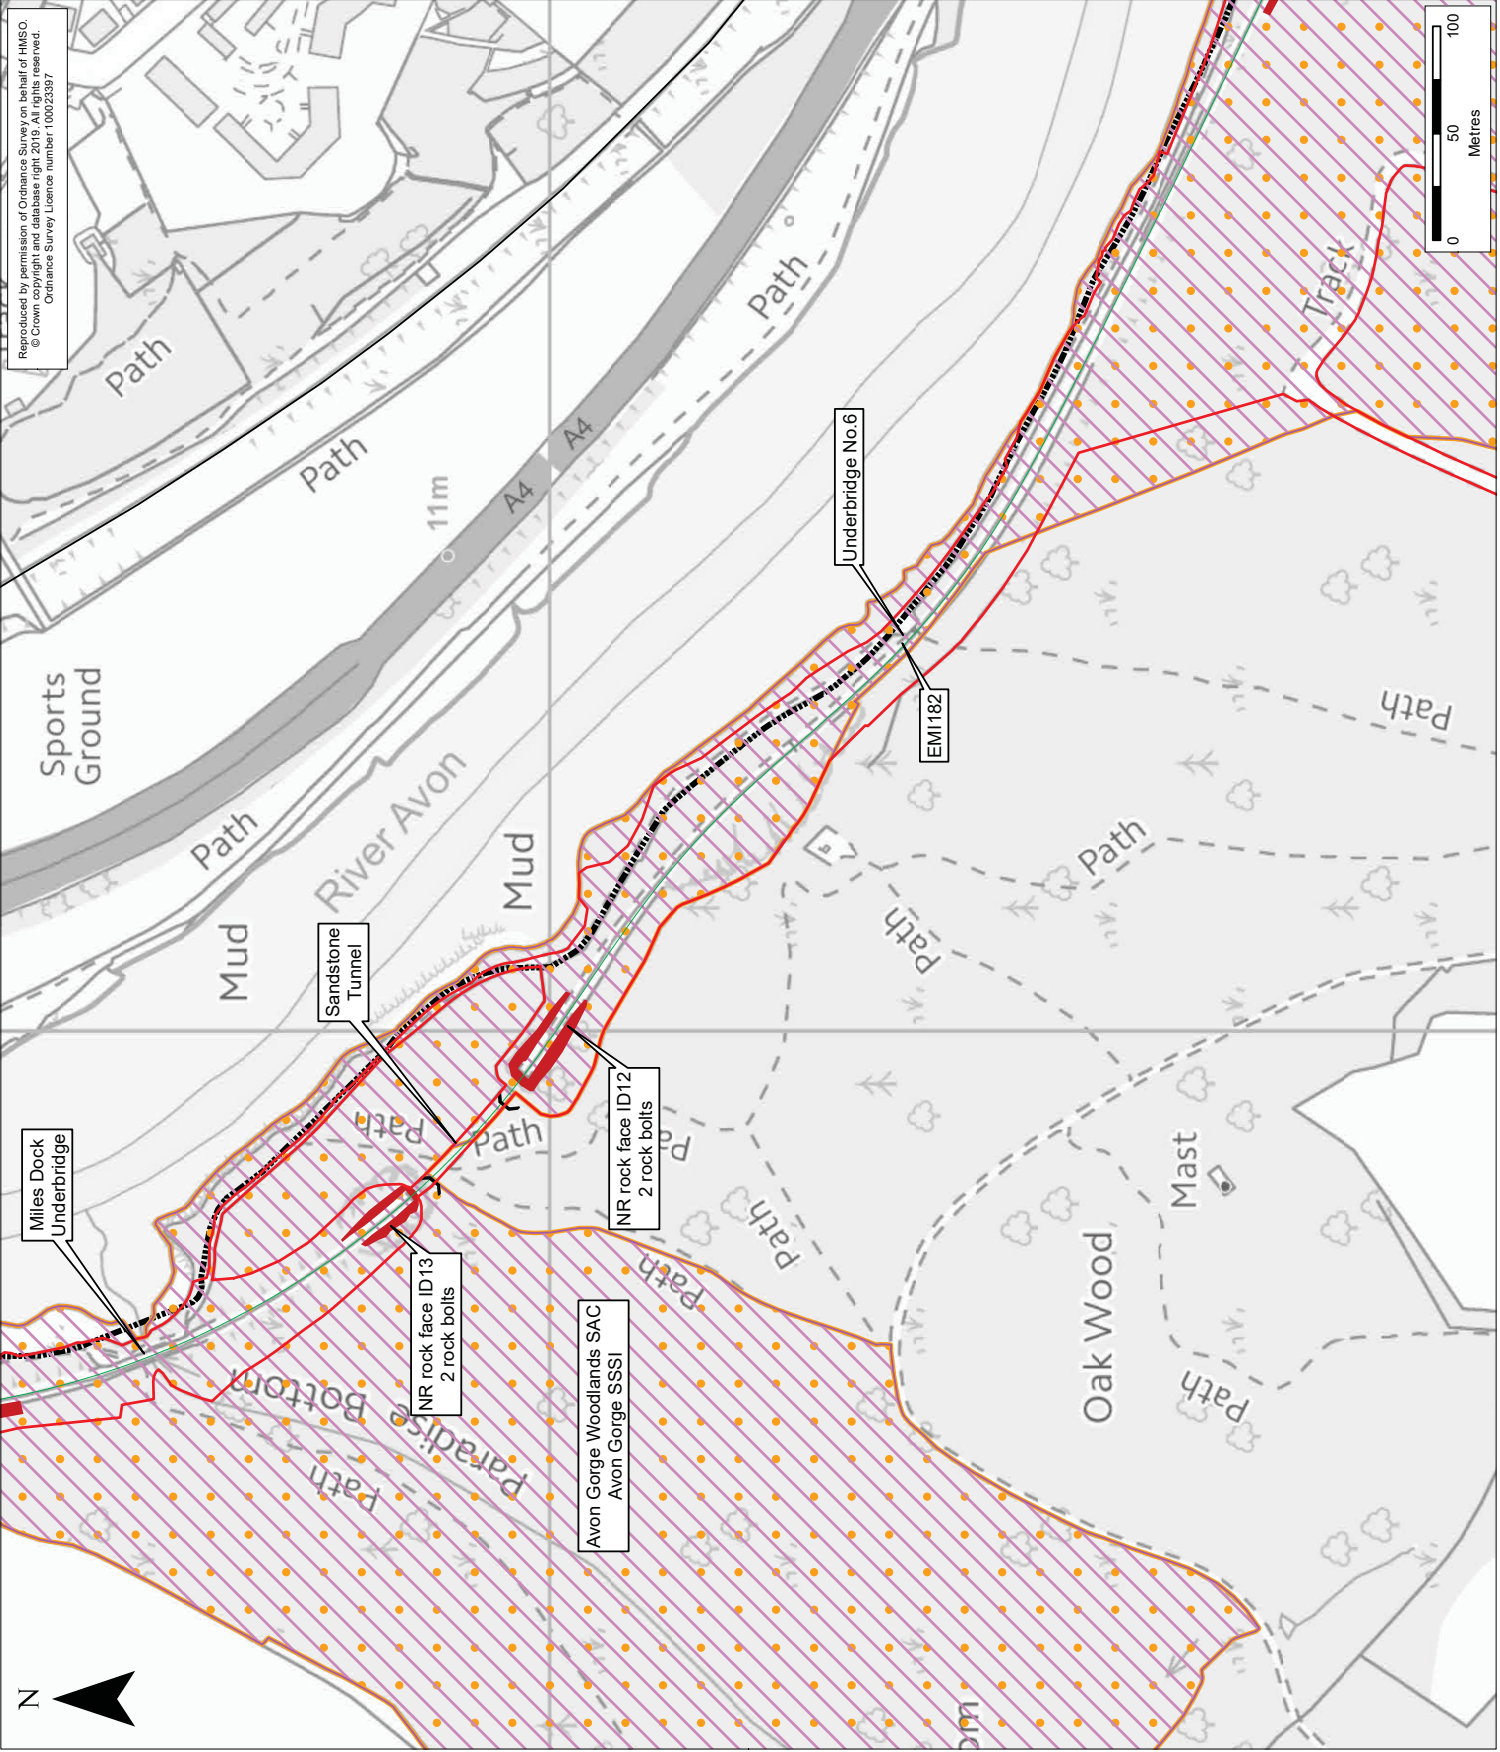 Reproduced by permission of Ordnance Survey on behalf of HMSO.
© Crown copyright and database right 2019. All rights reserved.
Ordnance Survey Licence number 100023397
0
50
100
Metres
Path
Path
A4
A4
11m
Path
Track
Sports
Ground
Path
River Avon
Mud
Mud
Underbridge No.6
EMI182
Path
Path
Path
Sandstone
Tunnel
Miles Dock
Underbridge
Path
Path
NR rock face ID12
2 rock bolts
Pa
Path
Path
NR rock face ID13
2 rock bolts
Avon Gorge Woodlands SAC
Avon Gorge SSSI
Paradise Bottom
Path
Mast
Oak Wood
Path
om
N